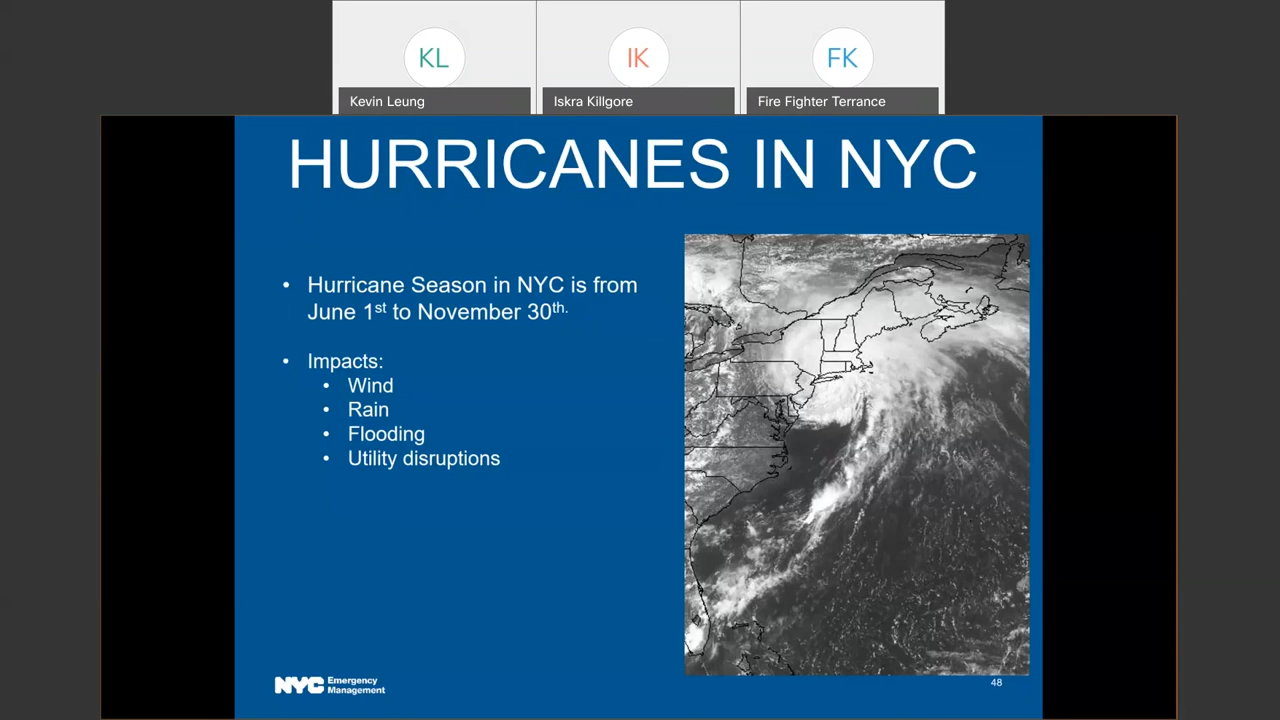 KL
IK
FK
Kevin Leung
Iskra Killgore
Fire Fighter Terrance
HURRICANES IN NYC
• Hurricane Season in NYC is from
June 1st to November 30th.
• Impacts:
• Wind
• Rain
• Flooding
• Utility disruptions
NYC Emergency
Management
48